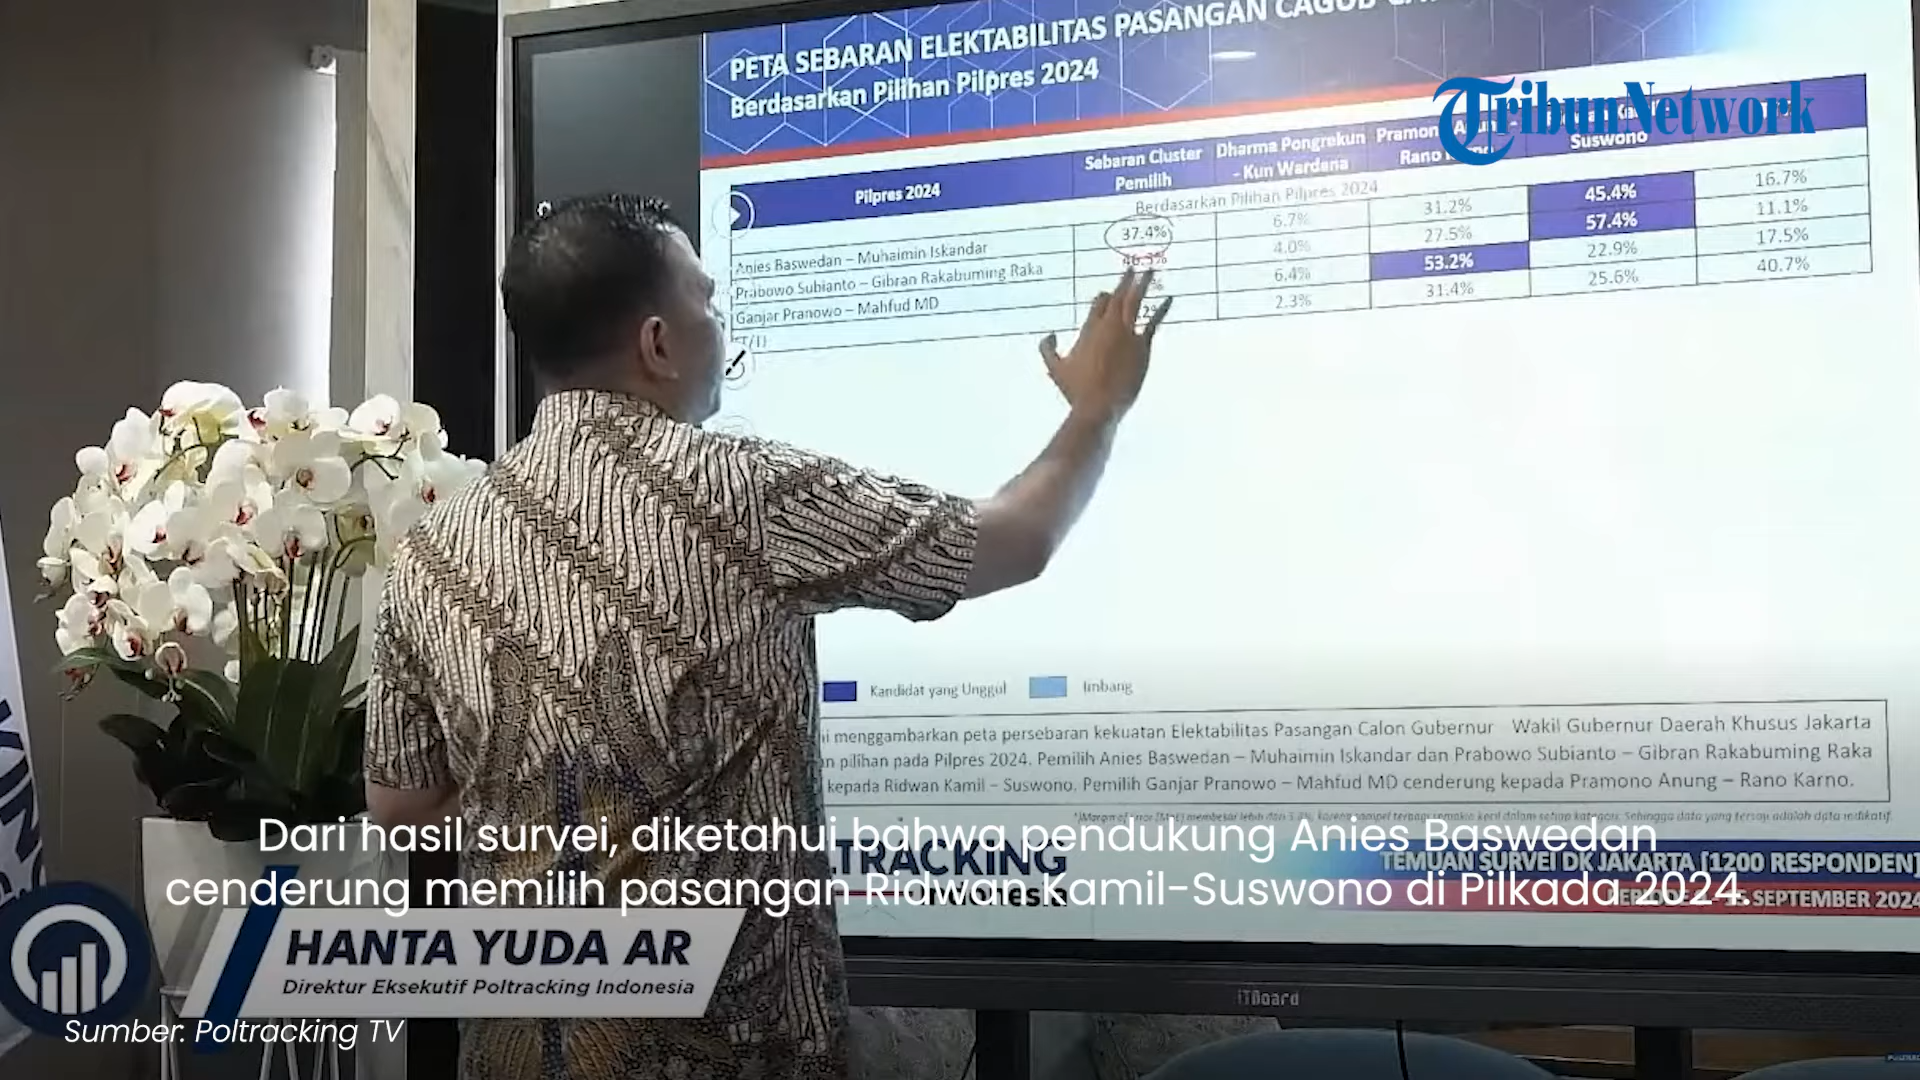 PETA SEBARAN ELEKTABILITAS PASANGAN CAGUB
Berdasarkan Pilihan Pilpres 2024
TribunNetwork
Pilpres 2024
Sebaran Cluster
Pemilih
Dharma Pongrekun
- Kun Wardana
Pramono
Rano
Suswono
Berdasarkan Pilihan Pilpres 2024
Anies Baswedan – Muhaimin Iskandar 37.4% 6.7% 31.2% 45.4% 16.7%
Prabowo Subianto – Gibran Rakabuming Raka 46.3% 4.0% 27.5% 57.4% 11.1%
Ganjar Pranowo – Mahfud MD 6.4% 53.2% 22.9% 17.5%
2.3% 31.4% 25.6% 40.7%
Kandidat yang Unggul Imbang
menggambarkan peta persebaran kekuatan Elektabilitas Pasangan Calon Gubernur Wakil Gubernur Daerah Khusus Jakarta
pilihan pada Pilpres 2024. Pemilih Anies Baswedan – Muhaimin Iskandar dan Prabowo Subianto – Gibran Rakabuming Raka
kepada Ridwan Kamil – Suswono. Pemilih Ganjar Pranowo – Mahfud MD cenderung kepada Pramono Anung – Rano Karno.
TEMUAN SURVEI DK JAKARTA [1200 RESPONDEN]
SEPTEMBER 2024
Dari hasil survei, diketahui bahwa pendukung Anies Baswedan
cenderung memilih pasangan Ridwan Kamil-Suswono di Pilkada 2024.
HANTA YUDA AR
Direktur Eksekutif Poltracking Indonesia
Sumber: Poltracking TV
iTBoard